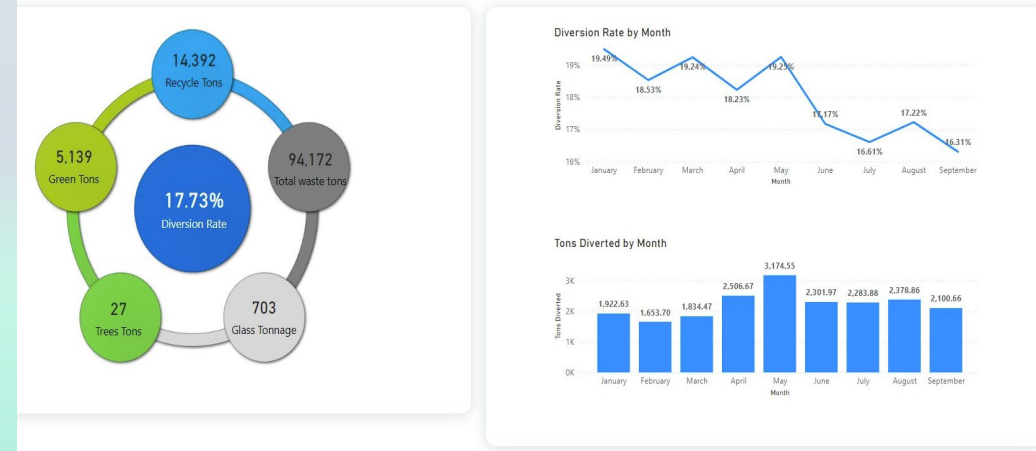 14,392
Recycle Tons
5,139
Green Tons
94,172
Total waste tons
17.73%
Diversion Rate
27
Trees Tons
703
Glass Tonnage
Diversion Rate by Month
Diversion Rate
19%
18%
17%
16%
19.49%
18.53%
19.24%
18.23%
19.25%
17.17%
16.61%
17.22%
16.31%
January February March April May June July August September
Month
Tons Diverted by Month
Tons Diverted
3K
2K
1K
0K
1,922.63
1,653.70
1,834.47
2,506.67
3,174.55
2,301.97
2,283.88
2,378.86
2,100.66
January February March April May June July August September
Month